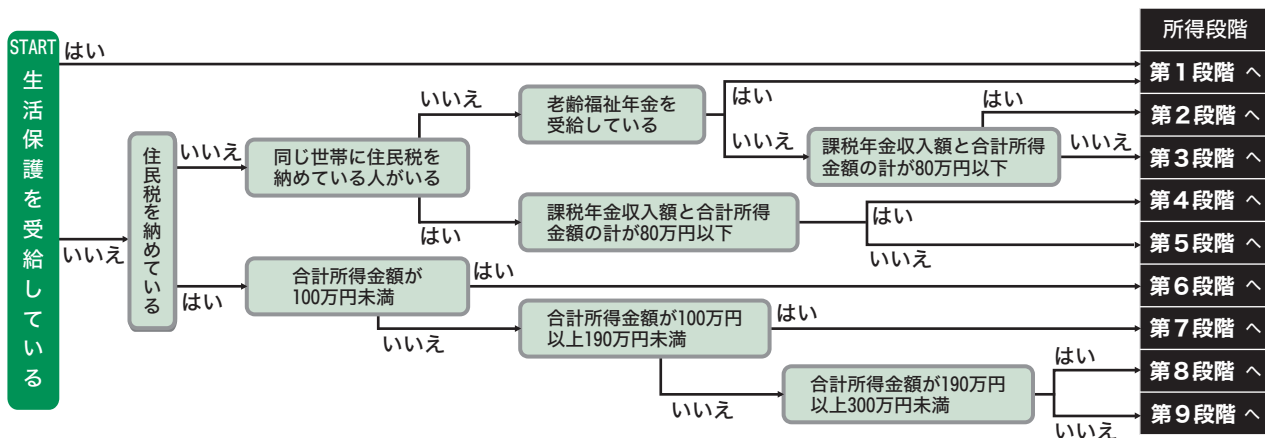 START
生活保護を受給している
はい
いいえ
住民税を納めている
いいえ
はい
同じ世帯に住民税を
納めている人がいる
いいえ
はい
老齢福祉年金を
受給している
はい
いいえ
課税年金収入額と合計所得
金額の計が80万円以下
はい
いいえ
課税年金収入額と合計所得
金額の計が80万円以下
はい
いいえ
合計所得金額が
100万円未満
はい
いいえ
合計所得金額が100万円
以上190万円未満
はい
いいえ
合計所得金額が190万円
以上300万円未満
はい
いいえ
所得段階
第1段階 へ
第2段階 へ
第3段階 へ
第4段階 へ
第5段階 へ
第6段階 へ
第7段階 へ
第8段階 へ
第9段階 へ